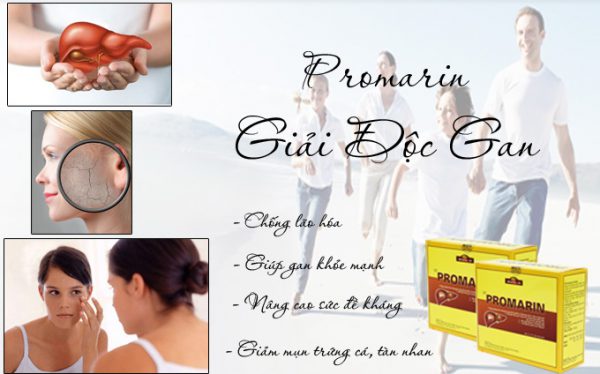 Promarin
Giải Độc Gan
- Chống lão hóa
- Giúp gan khỏe mạnh
- Nâng cao sức đề kháng
- Giảm mụn trứng cá, tàn nhan
PROMARIN
PROMARIN